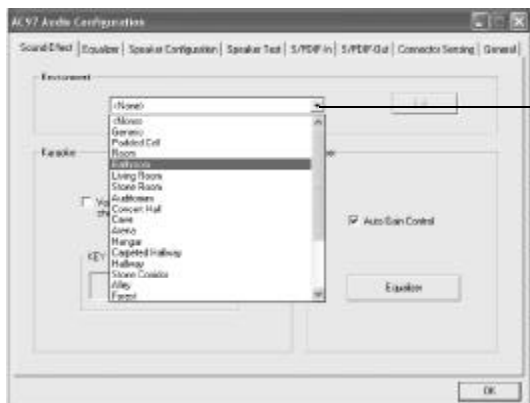 AC97 Audio Configuration
Sound Effect Equalizer Speaker Configuration Speaker Test S/PDIF-In S/PDIF-Out Connector Sensing General
Environment
<None>
<None>
Generic
Padded Cell
Room
Bathroom
Living Room
Stone Room
Auditorium
Concert Hall
Cave
Arena
Hangar
Carpeted Hallway
Hallway
Stone Corridor
Alley
Forest
Karaoke
KEY
Auto Gain Control
Equalizer
OK